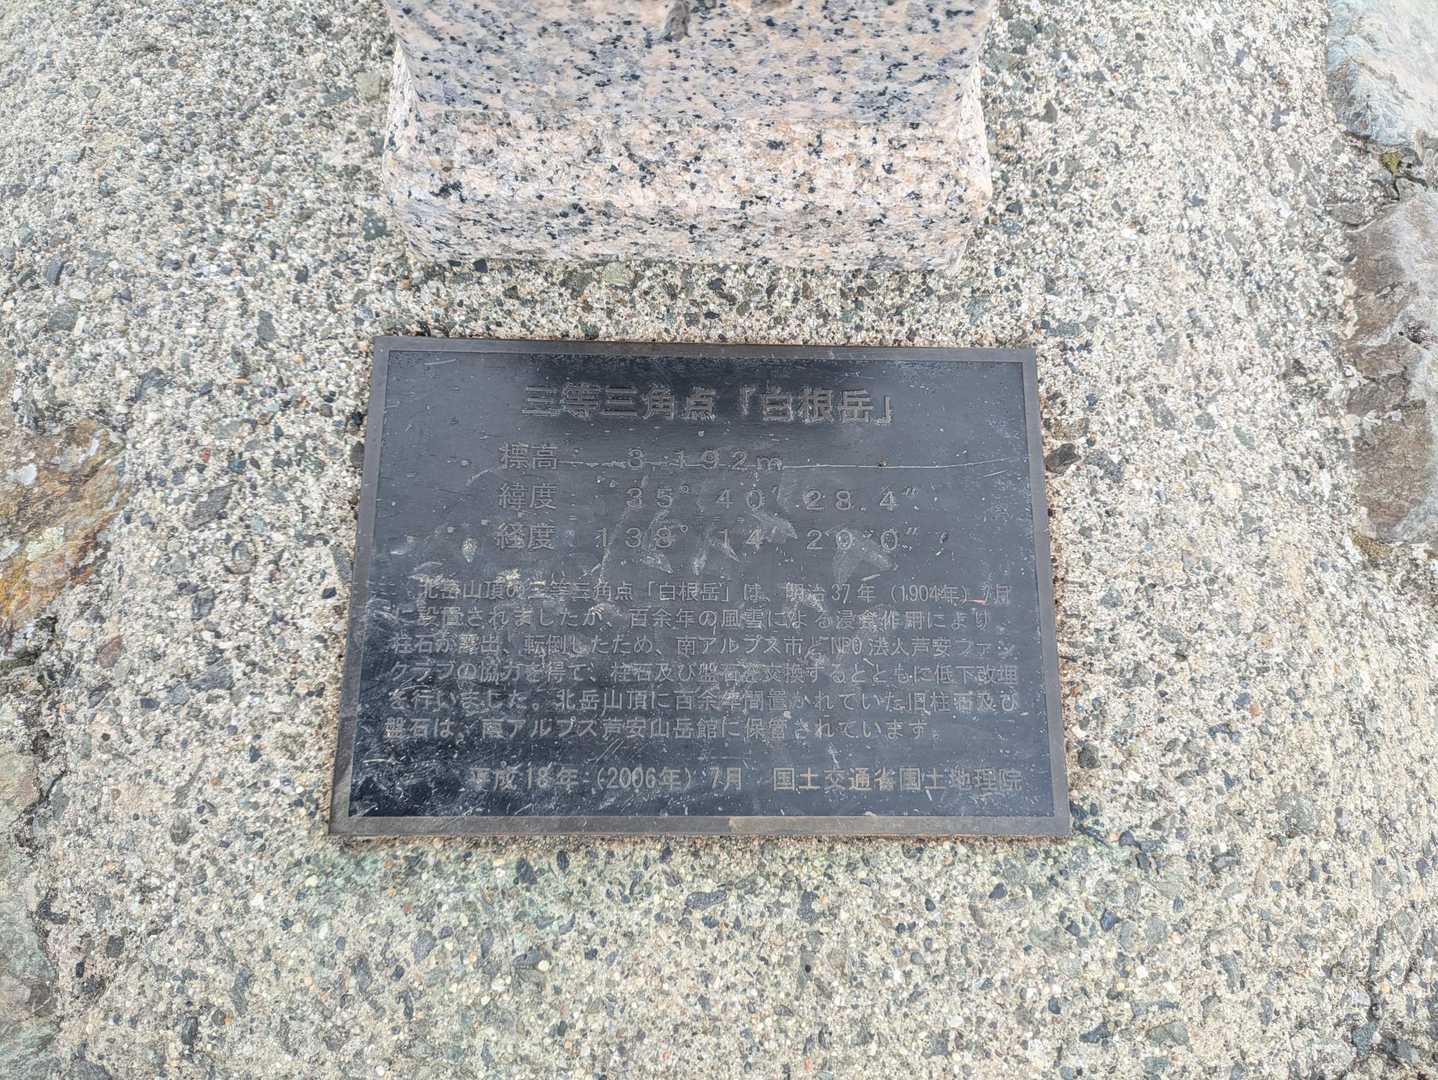 三等三角点「白根岳」
標高 3,192m
緯度 35°40′28.4″
経度 138°14′20.0″
北岳山頂の三等三角点「白根岳」は、明治37年（1904年）7月
に設置されましたが、百余年の風雪による浸食作用により
柱石が露出、転倒したため、南アルプス市とNPO法人芦安ファン
クラブの協力を得て、柱石及び盤石を交換するとともに低下改埋
を行いました。北岳山頂に百余年間置かれていた旧柱石及び
盤石は、南アルプス芦安山岳館に保管されています。
平成18年（2006年）7月 国土交通省国土地理院